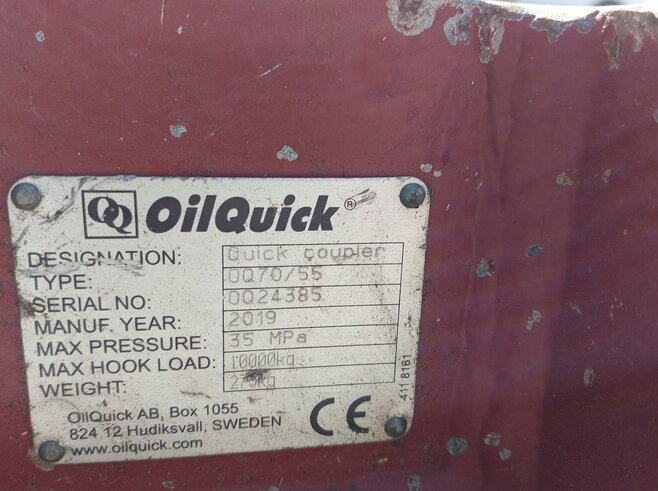 OQ OilQuick®
DESIGNATION: Quick coupler
TYPE: OQ70/55
SERIAL NO: OQ24385
MANUF. YEAR: 2019
MAX PRESSURE: 35 MPa
MAX HOOK LOAD: 10000kg
WEIGHT:
OilQuick AB, Box 1055
824 12 Hudiksvall, SWEDEN
www.oilquick.com
CE
411 8161